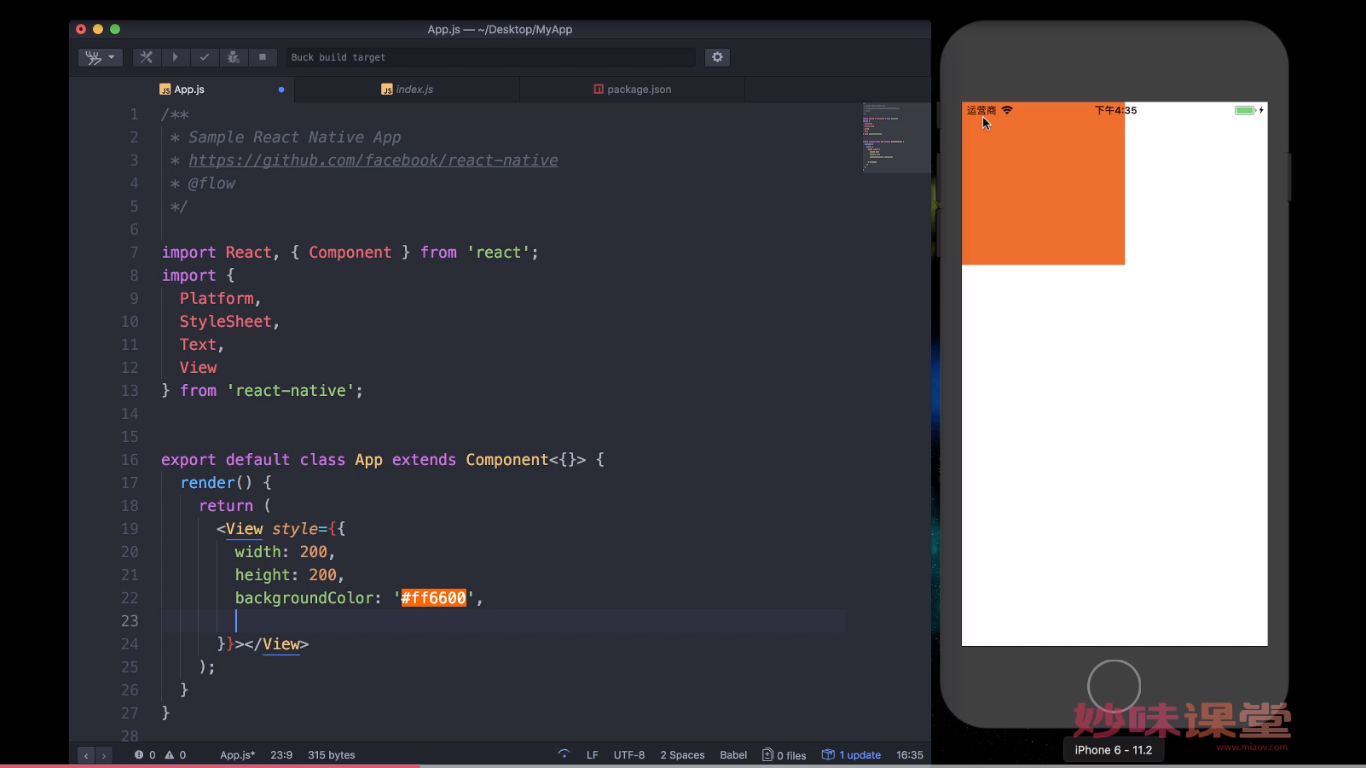 App.js — ~/Desktop/MyApp
Buck build target
App.js
index.js
package.json
1 /**
2 * Sample React Native App
3 * https://github.com/facebook/react-native
4 * @flow
5 */
6
7 import React, { Component } from 'react';
8 import {
9 Platform,
10 StyleSheet,
11 Text,
12 View
13 } from 'react-native';
14
15
16 export default class App extends Component<{}> {
17 render() {
18 return (
19 <View style={{
20 width: 200,
21 height: 200,
22 backgroundColor: '#ff6600',
23
24 }}></View>
25 );
26 }
27 }
28
0 0 App.js* 23:9 315 bytes LF UTF-8 2 Spaces Babel 0 files 1 update 16:35
运营商 下午4:35
妙味课堂
www.miaov.com
iPhone 6 - 11.2